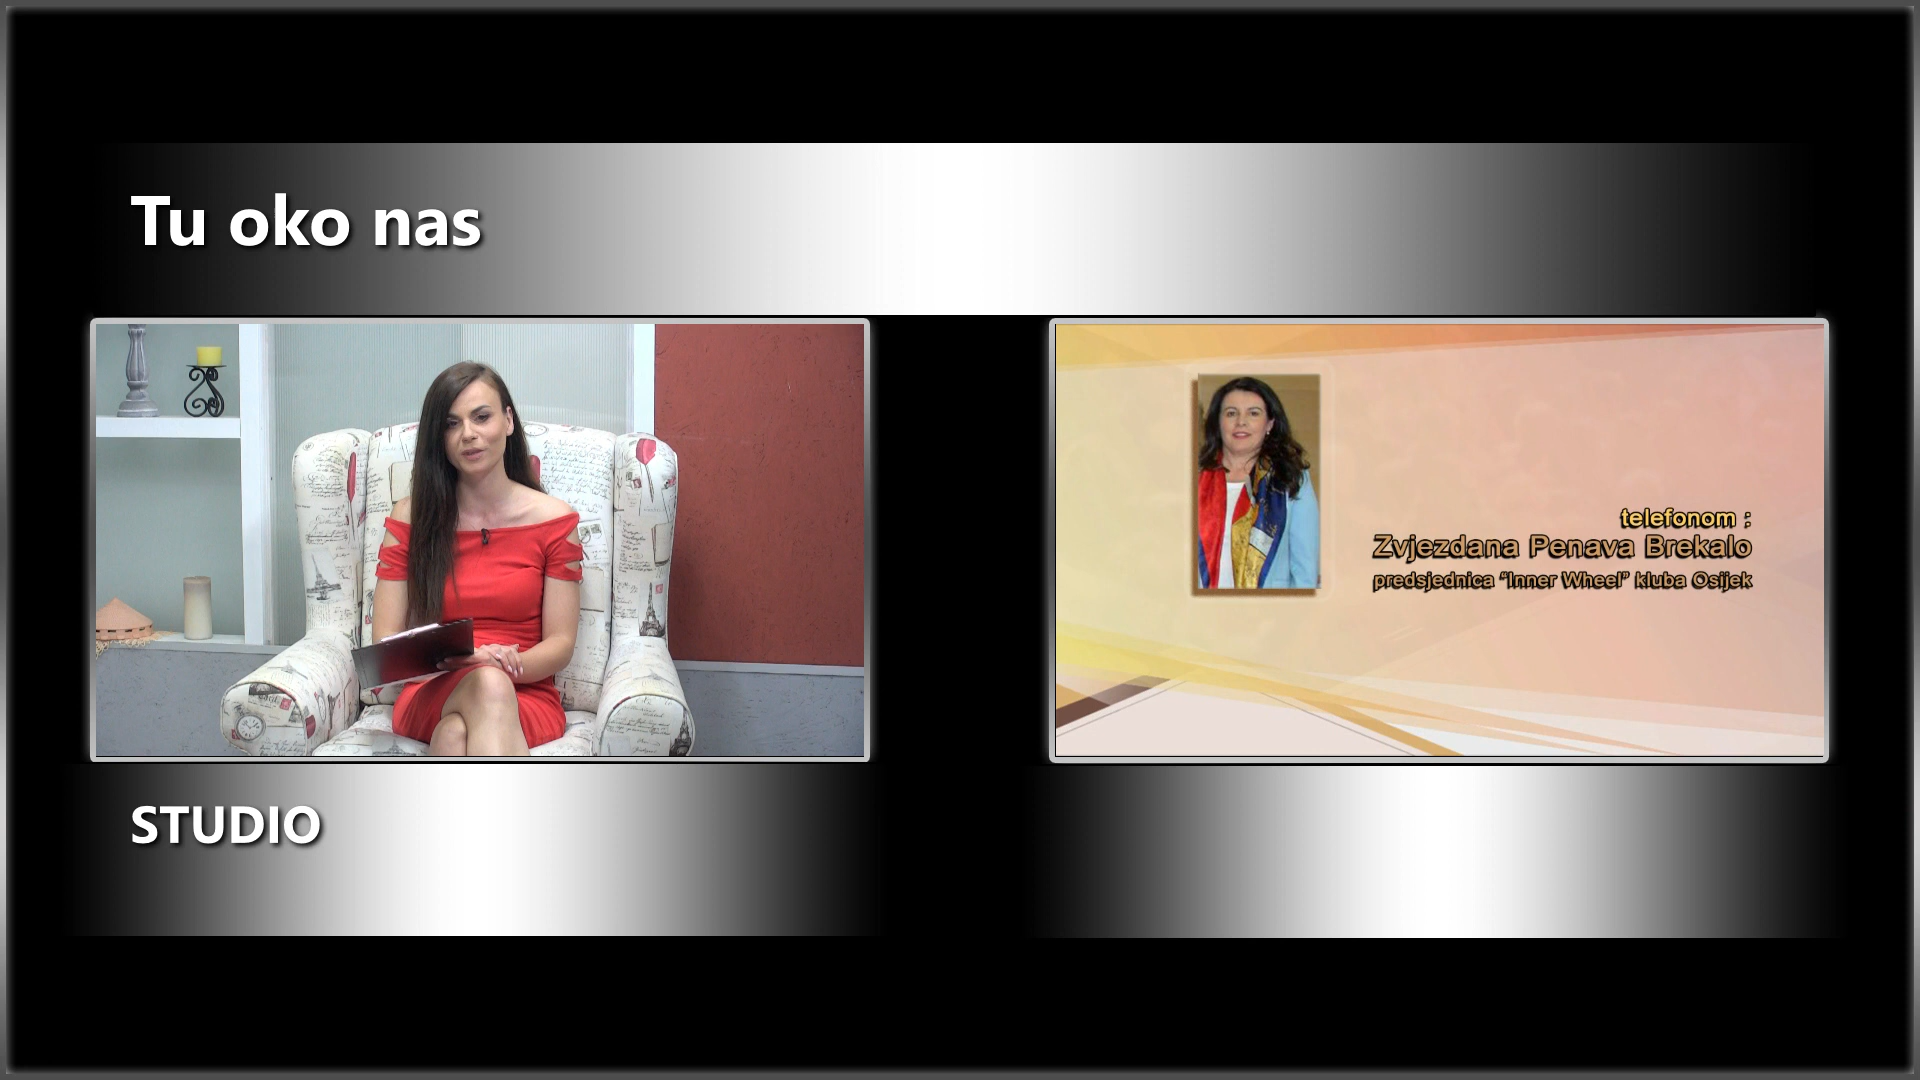 Tu oko nas
telefonom :
Zvjezdana Penava Brekalo
predsjednica "Inner Wheel" kluba Osijek
STUDIO